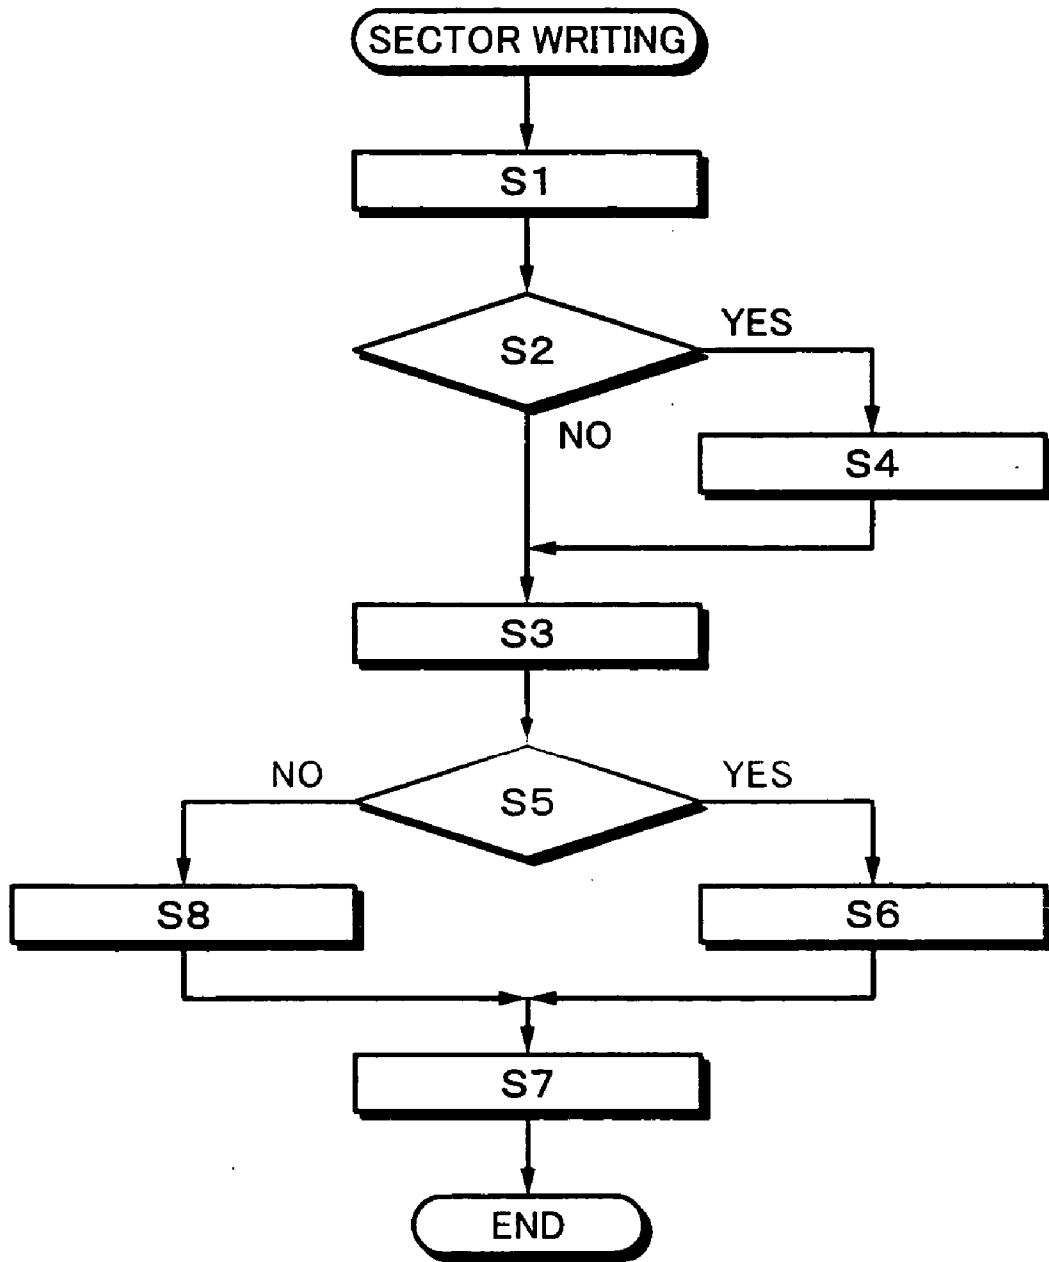 SECTOR WRITING
S1
S2
YES
NO
S4
S3
NO
S5
YES
S8
S6
S7
END